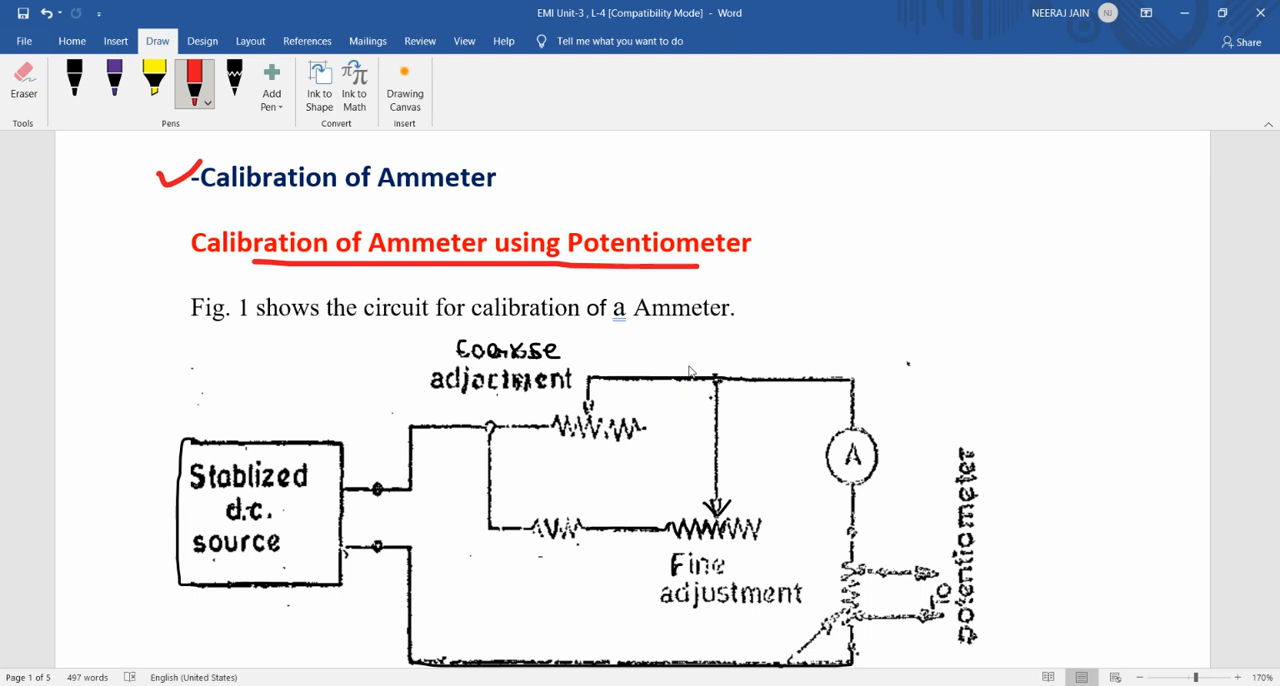 EMI Unit-3 , L-4 [Compatibility Mode] - Word
NEERAJ JAIN
NJ
File Home Insert Draw Design Layout References Mailings Review View Help Tell me what you want to do
Share
Eraser
Add Pen
Ink to Shape
Ink to Math
Drawing Canvas
Tools
Pens
Convert
Insert
-Calibration of Ammeter
Calibration of Ammeter using Potentiometer
Fig. 1 shows the circuit for calibration of a Ammeter.
Coarse
adjactment
Stablized
d.c.
source
A
Fine
adjustment
To
potentiometer
Page 1 of 5 497 words English (United States) 170%